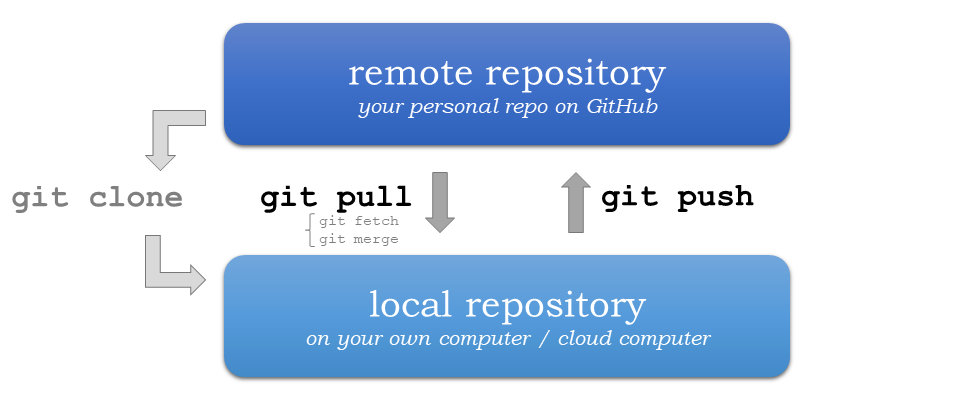 remote repository
your personal repo on GitHub
git clone
git pull
git push
git fetch
git merge
local repository
on your own computer / cloud computer